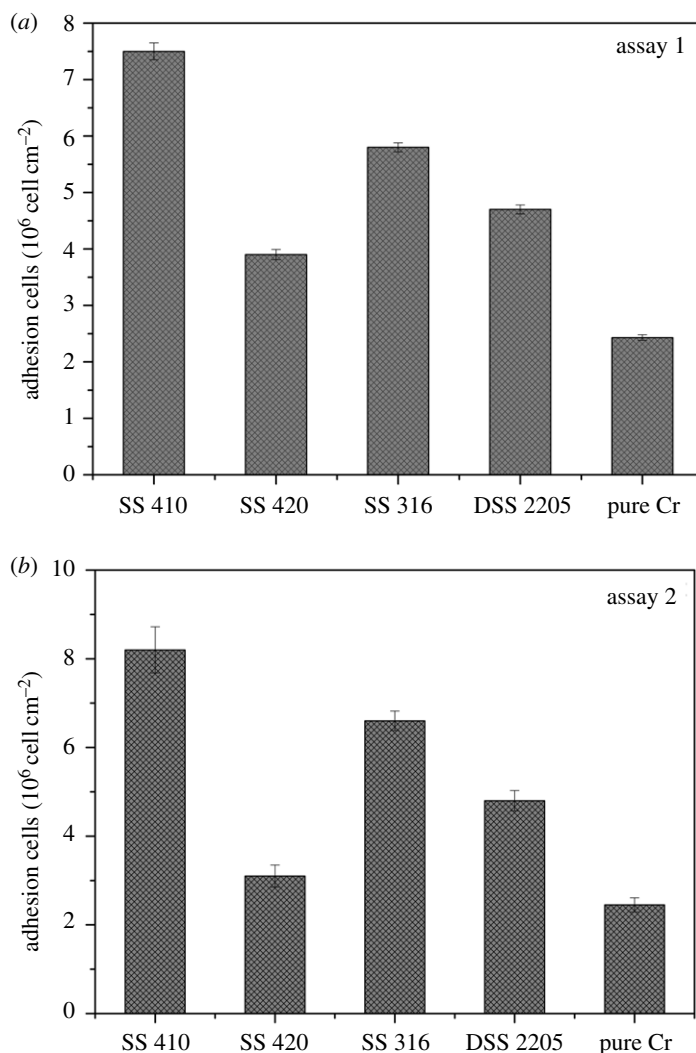 (a)
8
7
6
5
4
3
2
1
0
adhesion cells (10⁶ cell cm⁻²)
assay 1
SS 410 SS 420 SS 316 DSS 2205 pure Cr
(b)
10
8
6
4
2
0
adhesion cells (10⁶ cell cm⁻²)
assay 2
SS 410 SS 420 SS 316 DSS 2205 pure Cr